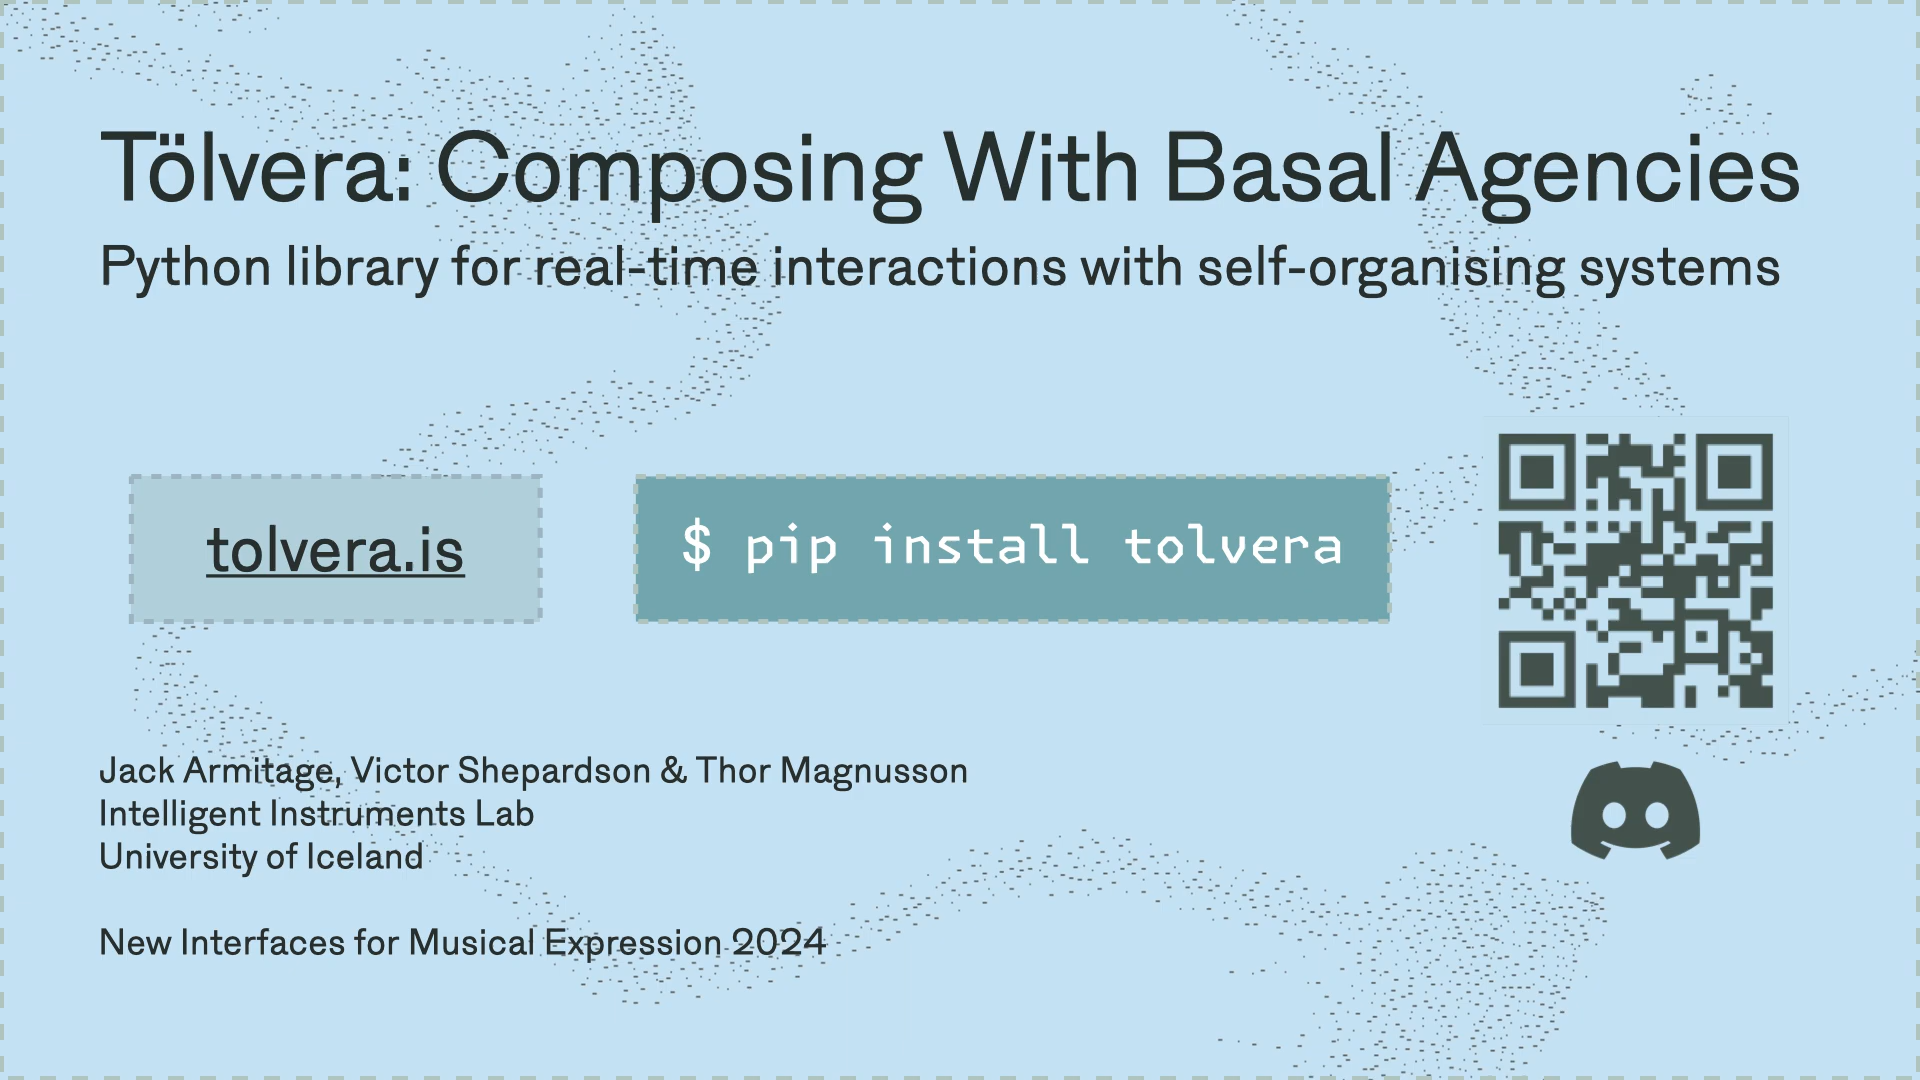 Tölvera: Composing With Basal Agencies
Python library for real-time interactions with self-organising systems
tolvera.is
$ pip install tolvera
Jack Armitage, Victor Shepardson & Thor Magnusson
Intelligent Instruments Lab
University of Iceland
New Interfaces for Musical Expression 2024